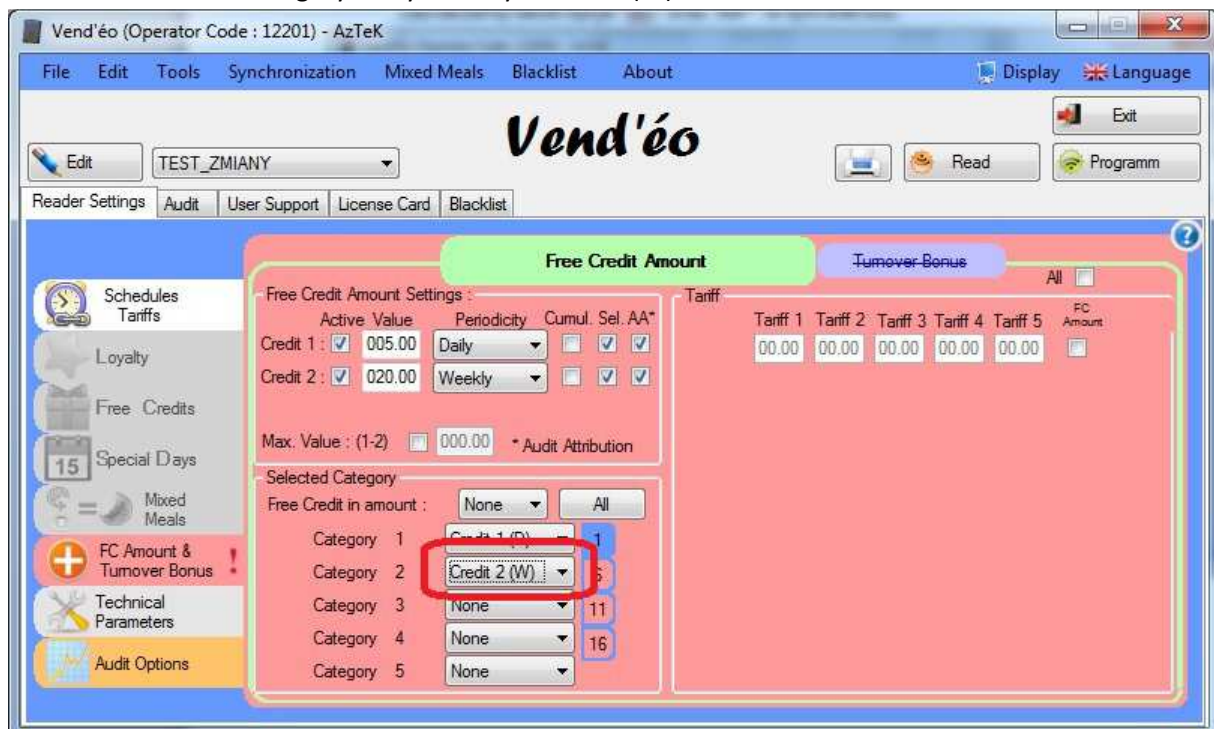 Vend'éo (Operator Code : 12201) - AzTeK
File Edit Tools Synchronization Mixed Meals Blacklist About Display Language
Vend'éo
Exit
Edit TEST_ZMIANY Read Programm
Reader Settings Audit User Support License Card Blacklist
Free Credit Amount Turnover Bonus
All
Schedules
Tariffs
Loyalty
Free Credits
Special Days
15
Mixed
Meals
FC Amount &
Turnover Bonus !
Technical
Parameters
Audit Options
Free Credit Amount Settings :
Active Value Periodicity Cumul. Sel. AA*
Credit 1 : 005.00 Daily
Credit 2 : 020.00 Weekly
Max. Value : (1-2) 000.00 * Audit Attribution
Selected Category
Free Credit in amount : None All
Category 1 Credit 1 (D) 1
Category 2 Credit 2 (W) 6
Category 3 None 11
Category 4 None 16
Category 5 None
Tariff
Tariff 1 Tariff 2 Tariff 3 Tariff 4 Tariff 5 FC Amount
00.00 00.00 00.00 00.00 00.00